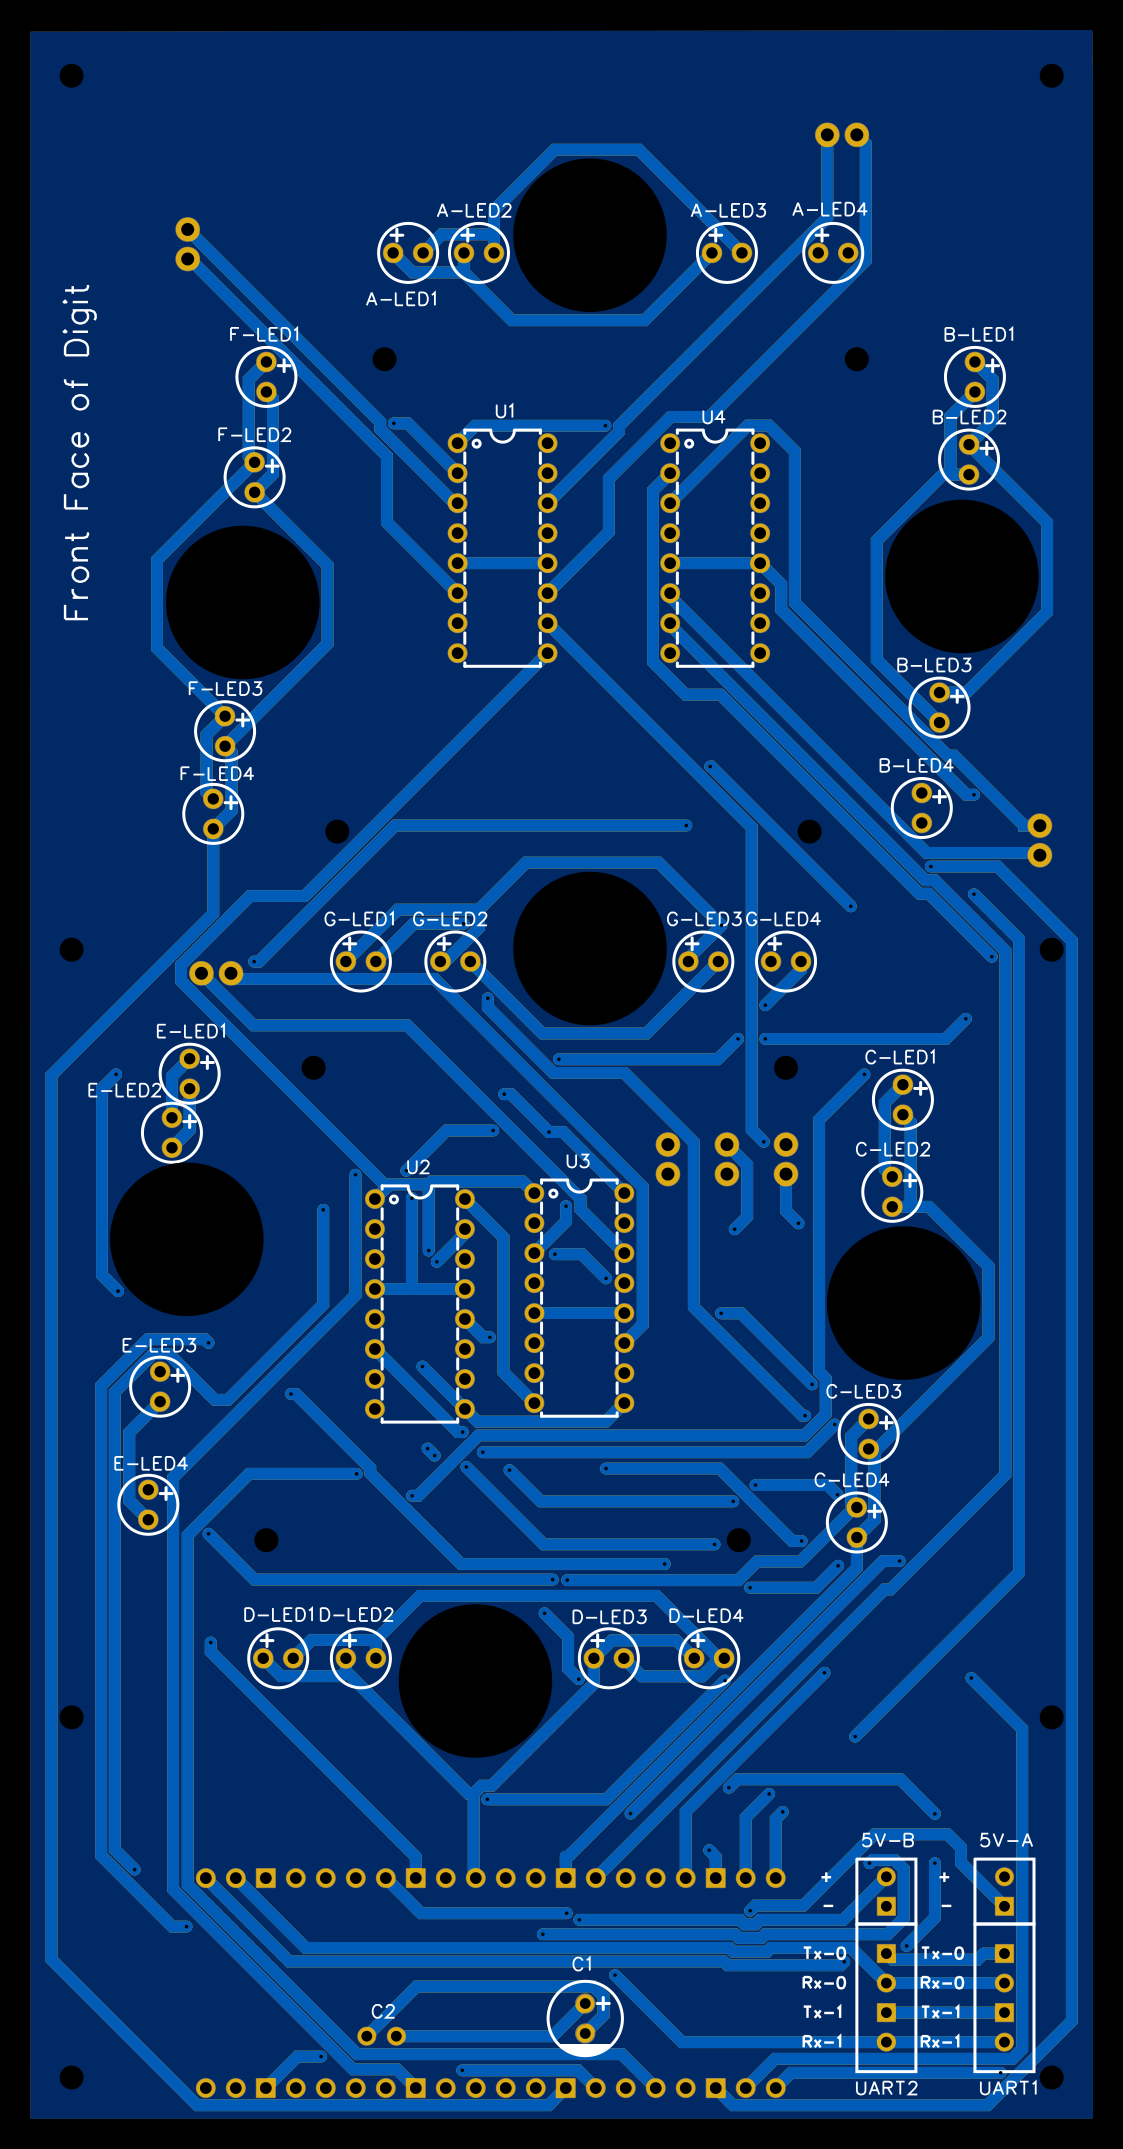 A-LED2
A-LED3
A-LED4
A-LED1
Front Face of Digit
F-LED1
B-LED1
U1
U4
B-LED2
F-LED2
B-LED3
F-LED3
B-LED4
F-LED4
G-LED1
G-LED2
G-LED3
G-LED4
E-LED1
C-LED1
E-LED2
C-LED2
U3
U2
E-LED3
C-LED3
E-LED4
C-LED4
D-LED1
D-LED2
D-LED3
D-LED4
5V-B
5V-A
+
+
-
-
Tx-0
Tx-0
C1
Rx-0
Rx-0
C2
Tx-1
Tx-1
Rx-1
Rx-1
UART2
UART1